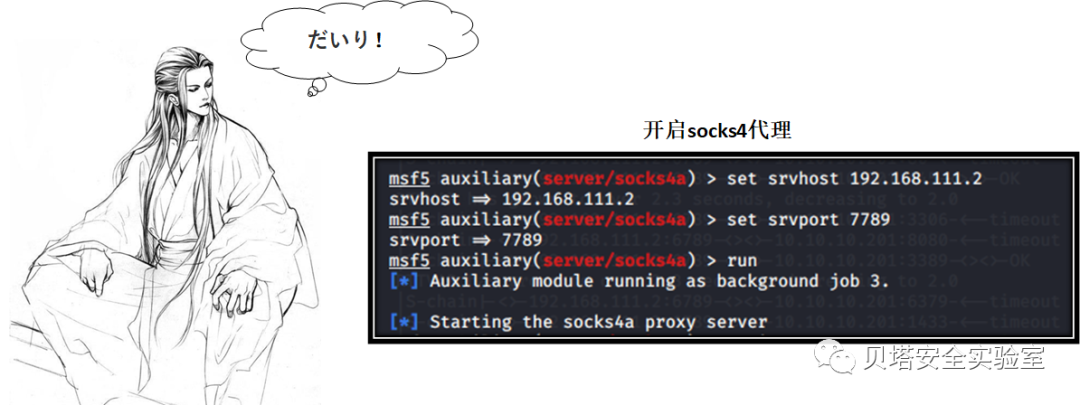 だいり！
开启socks4代理
msf5 auxiliary(server/socks4a) > set srvhost 192.168.111.2
srvhost ⇒ 192.168.111.2
msf5 auxiliary(server/socks4a) > set srvport 7789
srvport ⇒ 7789
msf5 auxiliary(server/socks4a) > run
[*] Auxiliary module running as background job 3.
[*] Starting the socks4a proxy server
贝塔安全实验室